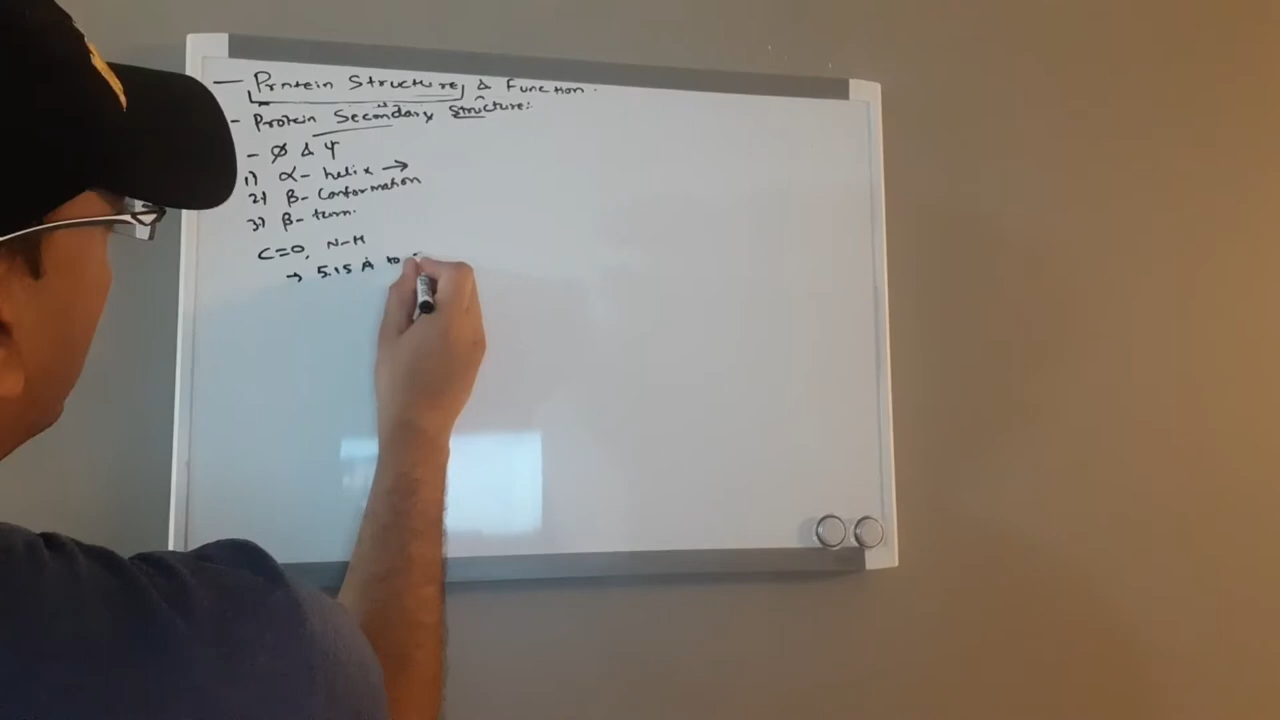 - Protein Structure & Function.
- Protein Secondary Structure:
- Ø & Ψ
1) α- helix →
2) β- Conformation
3) β- turn.
C=O, N-H
→ 5.15 Å to